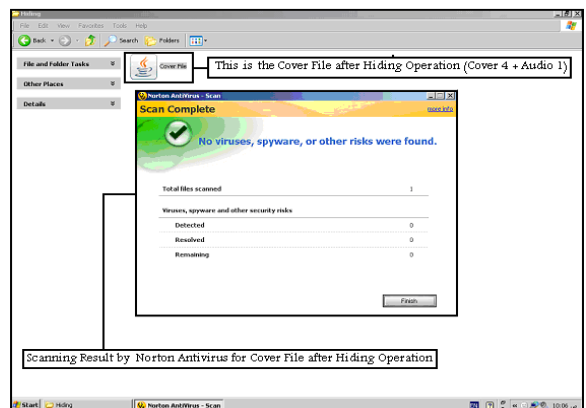 Hiding
File Edit View Favorites Tools Help
Back Search Folders
File and Folder Tasks
Other Places
Details
Cover File
This is the Cover File after Hiding Operation (Cover 4 + Audio 1)
Norton AntiVirus - Scan
Scan Complete
more info
No viruses, spyware, or other risks were found.
Total files scanned 1
Viruses, spyware and other security risks
Detected 0
Resolved 0
Remaining 0
Finish
Scanning Result by Norton Antivirus for Cover File after Hiding Operation
Start Hiding Norton AntiVirus - Scan 10:06